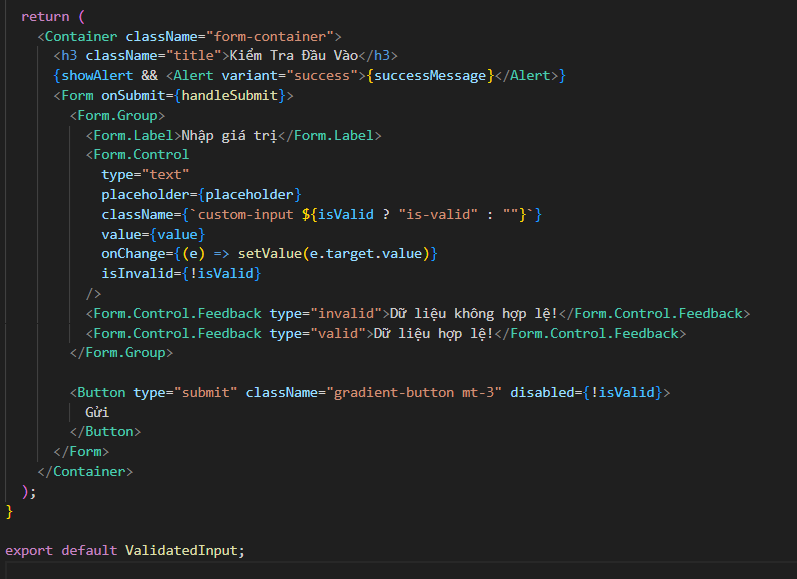 return (
<Container className="form-container">
<h3 className="title">Kiểm Tra Đầu Vào</h3>
{showAlert && <Alert variant="success">{successMessage}</Alert>}
<Form onSubmit={handleSubmit}>
<Form.Group>
<Form.Label>Nhập giá trị</Form.Label>
<Form.Control
type="text"
placeholder={placeholder}
className={`custom-input ${isValid ? "is-valid" : ""}`}
value={value}
onChange={(e) => setValue(e.target.value)}
isInvalid={!isValid}
/>
<Form.Control.Feedback type="invalid">Dữ liệu không hợp lệ!</Form.Control.Feedback>
<Form.Control.Feedback type="valid">Dữ liệu hợp lệ!</Form.Control.Feedback>
</Form.Group>
<Button type="submit" className="gradient-button mt-3" disabled={!isValid}>
Gửi
</Button>
</Form>
</Container>
);
}
export default ValidatedInput;